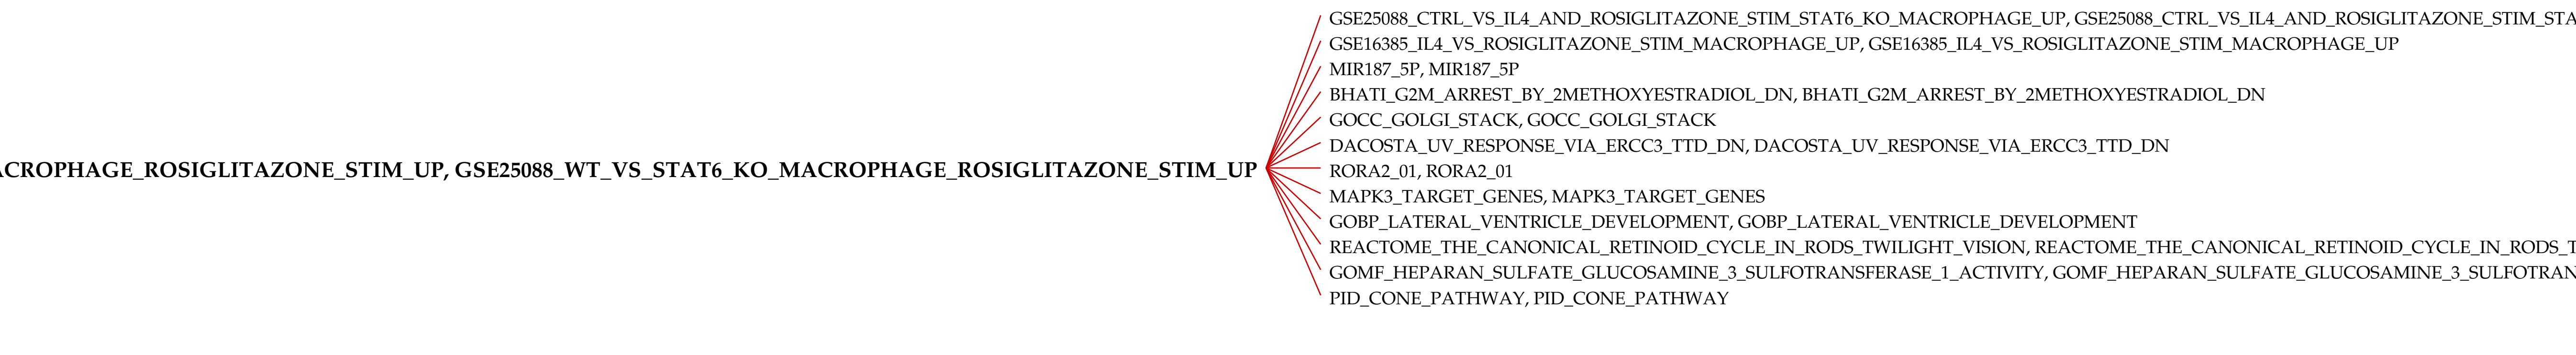 GSE25088_CTRL_VS_IL4_AND_ROSIGLITAZONE_STIM_STAT6_KO_MACROPHAGE_UP, GSE25088_CTRL_VS_IL4_AND_ROSIGLITAZONE_STIM_STA
GSE16385_IL4_VS_ROSIGLITAZONE_STIM_MACROPHAGE_UP, GSE16385_IL4_VS_ROSIGLITAZONE_STIM_MACROPHAGE_UP
MIR187_5P, MIR187_5P
BHATI_G2M_ARREST_BY_2METHOXYESTRADIOL_DN, BHATI_G2M_ARREST_BY_2METHOXYESTRADIOL_DN
GOCC_GOLGI_STACK, GOCC_GOLGI_STACK
DACOSTA_UV_RESPONSE_VIA_ERCC3_TTD_DN, DACOSTA_UV_RESPONSE_VIA_ERCC3_TTD_DN
ACROPHAGE_ROSIGLITAZONE_STIM_UP, GSE25088_WT_VS_STAT6_KO_MACROPHAGE_ROSIGLITAZONE_STIM_UP
RORA2_01, RORA2_01
MAPK3_TARGET_GENES, MAPK3_TARGET_GENES
GOBP_LATERAL_VENTRICLE_DEVELOPMENT, GOBP_LATERAL_VENTRICLE_DEVELOPMENT
REACTOME_THE_CANONICAL_RETINOID_CYCLE_IN_RODS_TWILIGHT_VISION, REACTOME_THE_CANONICAL_RETINOID_CYCLE_IN_RODS_T
GOMF_HEPARAN_SULFATE_GLUCOSAMINE_3_SULFOTRANSFERASE_1_ACTIVITY, GOMF_HEPARAN_SULFATE_GLUCOSAMINE_3_SULFOTRAN
PID_CONE_PATHWAY, PID_CONE_PATHWAY